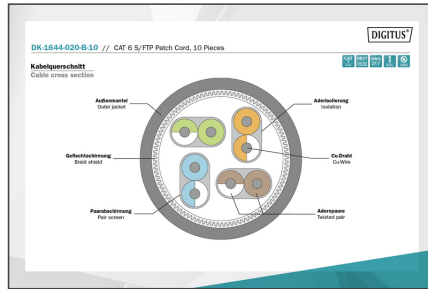 DIGITUS®
DK-1644-020-B-10 // CAT 6 S/FTP Patch Cord, 10 Pieces
Kabelquerschnitt
Cable cross section
Außenmantel
Outer jacket
Aderisolierung
Isolation
Geflechtschirmung
Braid shield
Cu-Draht
Cu-Wire
Paarabschirmung
Pair screen
Adernpaare
Twisted pair